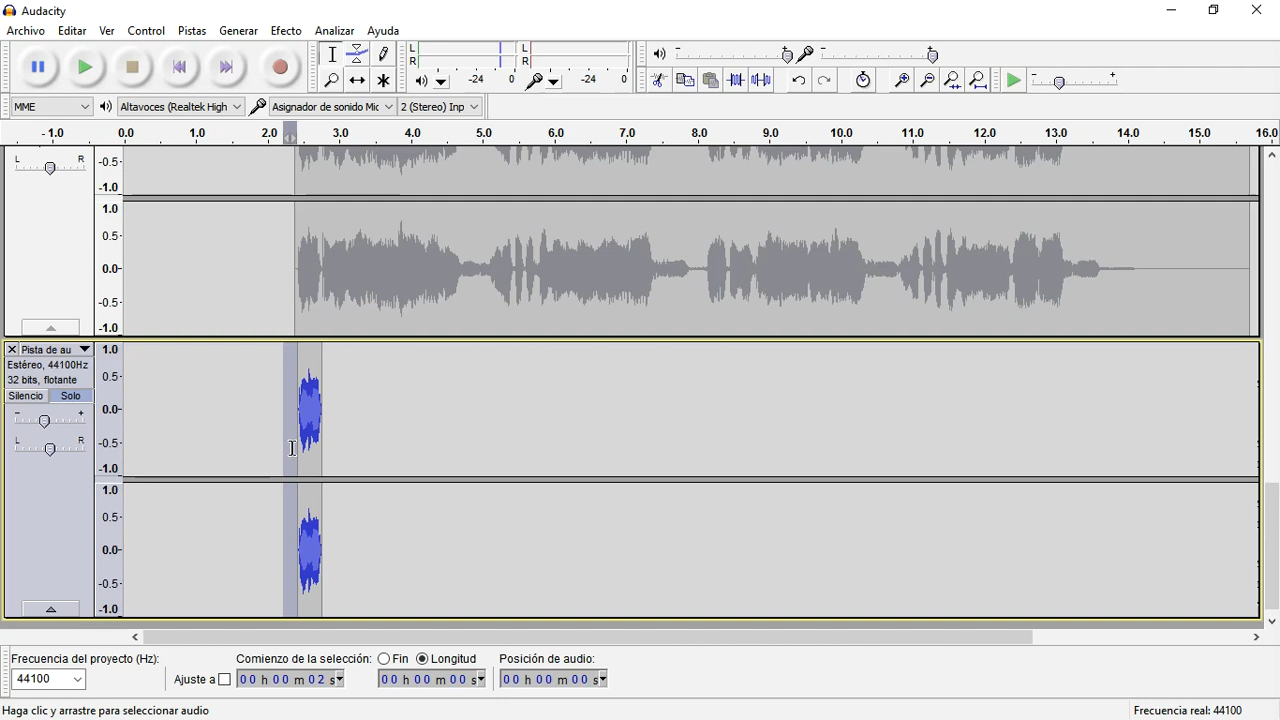 Audacity
Archivo Editar Ver Control Pistas Generar Efecto Analizar Ayuda
L R -24 0 L R -24 0
MME Altavoces (Realtek High Asignador de sonido Mic 2 (Stereo) Inp
- 1.0 0.0 1.0 2.0 3.0 4.0 5.0 6.0 7.0 8.0 9.0 10.0 11.0 12.0 13.0 14.0 15.0 16.0
L R -0.5
-1.0
1.0
0.5
0.0
-0.5
-1.0
Pista de au 1.0
Estéreo, 44100Hz
32 bits, flotante 0.5
Silencio Solo
- + 0.0
L R -0.5
-1.0
1.0
0.5
0.0
-0.5
-1.0
Frecuencia del proyecto (Hz): Comienzo de la selección: Fin Longitud Posición de audio:
44100 Ajuste a 00 h 00 m 02 s 00 h 00 m 00 s 00 h 00 m 00 s
Haga clic y arrastre para seleccionar audio Frecuencia real: 44100